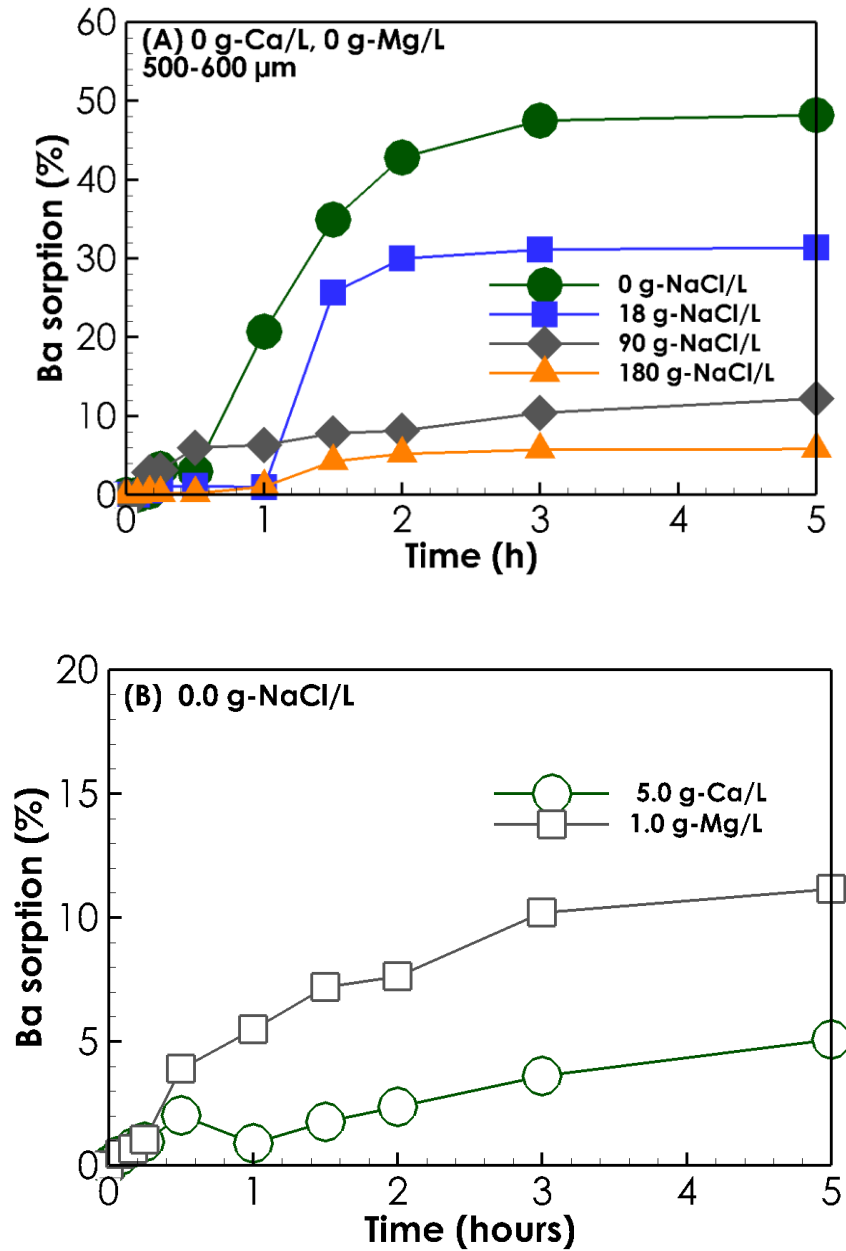 (A) 0 g-Ca/L, 0 g-Mg/L
500-600 µm
60
50
40
30
20
10
0
Ba sorption (%)
0 g-NaCl/L
18 g-NaCl/L
90 g-NaCl/L
180 g-NaCl/L
0 1 2 3 4 5
Time (h)
(B) 0.0 g-NaCl/L
20
15
10
5
0
Ba sorption (%)
5.0 g-Ca/L
1.0 g-Mg/L
0 1 2 3 4 5
Time (hours)